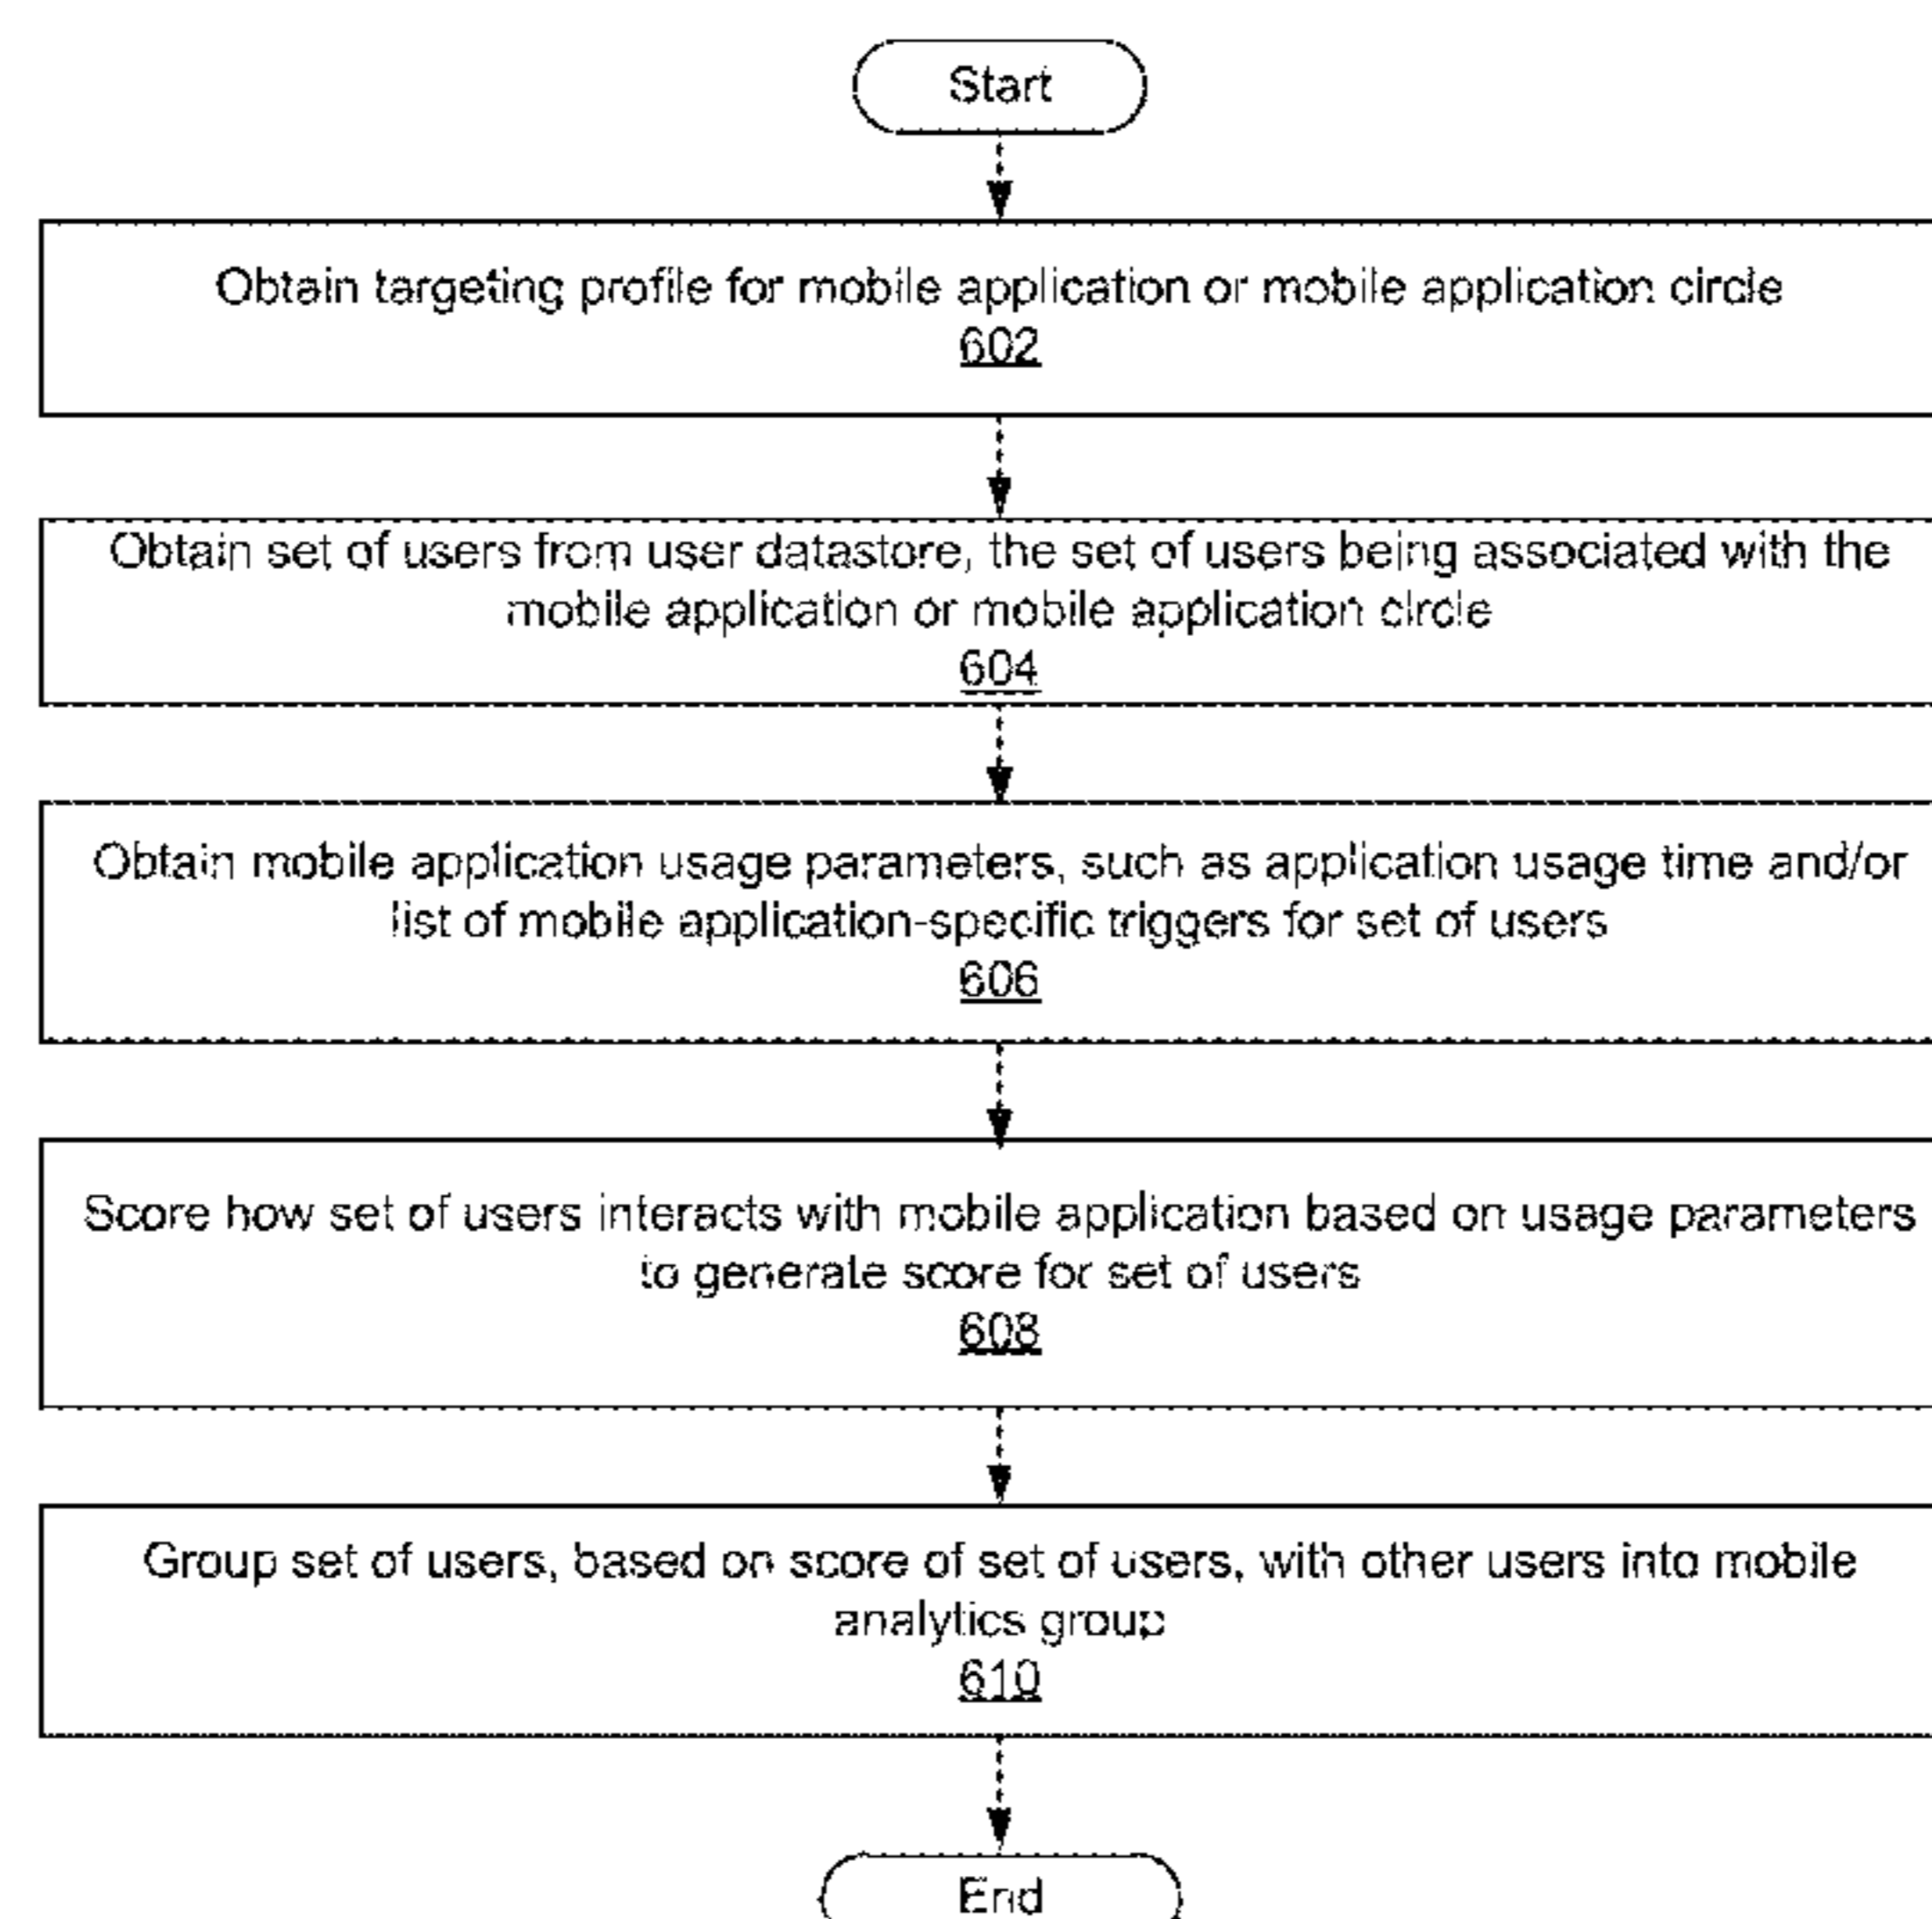 Start
Obtain targeting profile for mobile application or mobile application circle
602
Obtain set of users from user datastore, the set of users being associated with the
mobile application or mobile application circle
604
Obtain mobile application usage parameters, such as application usage time and/or
list of mobile application-specific triggers for set of users
606
Score how set of users interacts with mobile application based on usage parameters
to generate score for set of users
608
Group set of users, based on score of set of users, with other users into mobile
analytics group
610
End